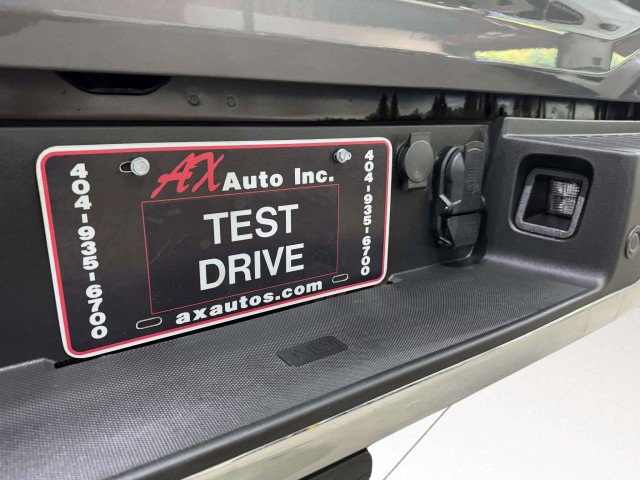 404-935-6700
AX Auto Inc.
TEST
DRIVE
axautos.com
404-935-6700